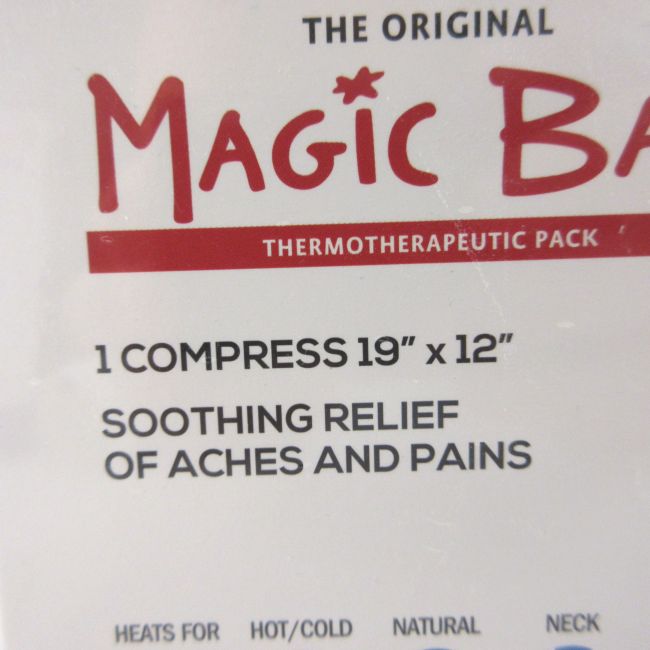 THE ORIGINAL
MAGIC BA
THERMOTHERAPEUTIC PACK
1 COMPRESS 19" x 12"
SOOTHING RELIEF
OF ACHES AND PAINS
HEATS FOR HOT/COLD NATURAL NECK